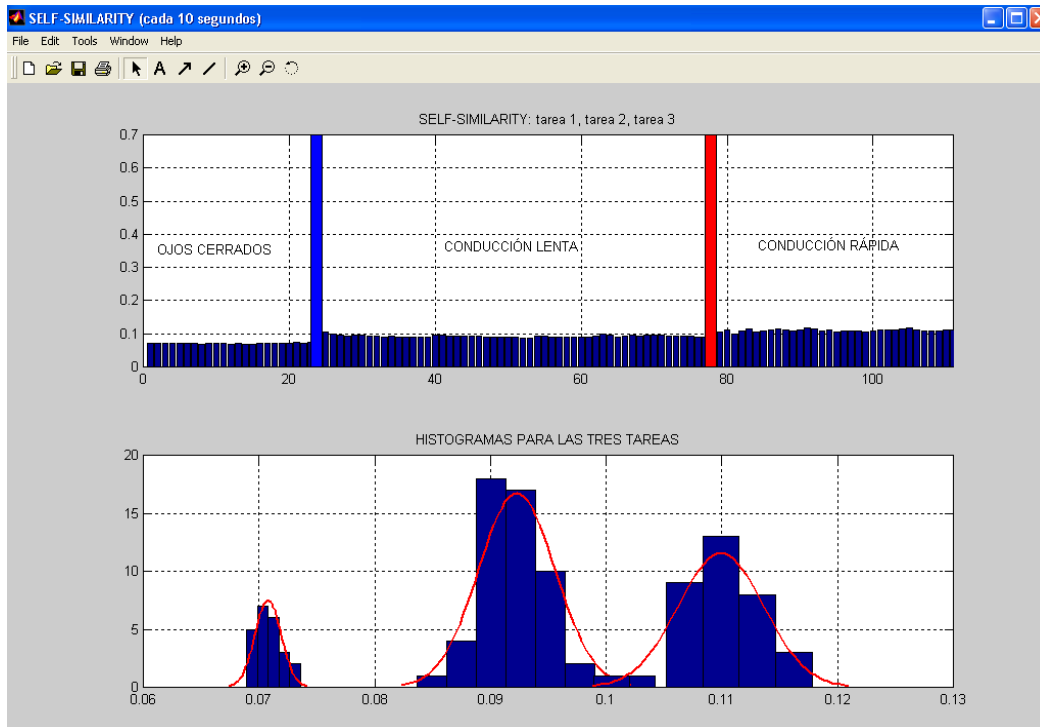 SELF-SIMILARITY (cada 10 segundos)
File Edit Tools Window Help
A
SELF-SIMILARITY: tarea 1, tarea 2, tarea 3
0.7
0.6
0.5
0.4
0.3
0.2
0.1
0
OJOS CERRADOS
CONDUCCIÓN LENTA
CONDUCCIÓN RÁPIDA
0 20 40 60 80 100
HISTOGRAMAS PARA LAS TRES TAREAS
20
15
10
5
0
0.06 0.07 0.08 0.09 0.1 0.11 0.12 0.13